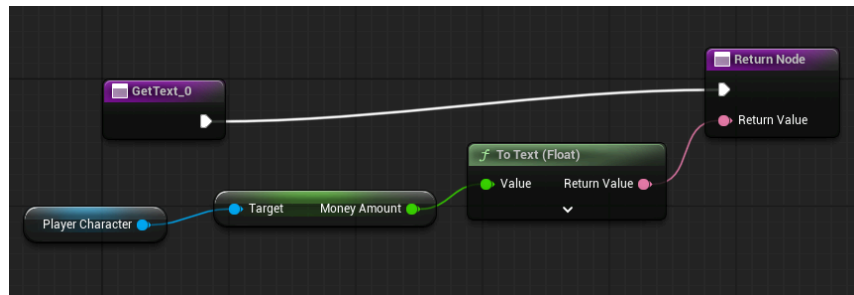 GetText_0
Return Node
Return Value
f To Text (Float)
Value Return Value
Target Money Amount
Player Character